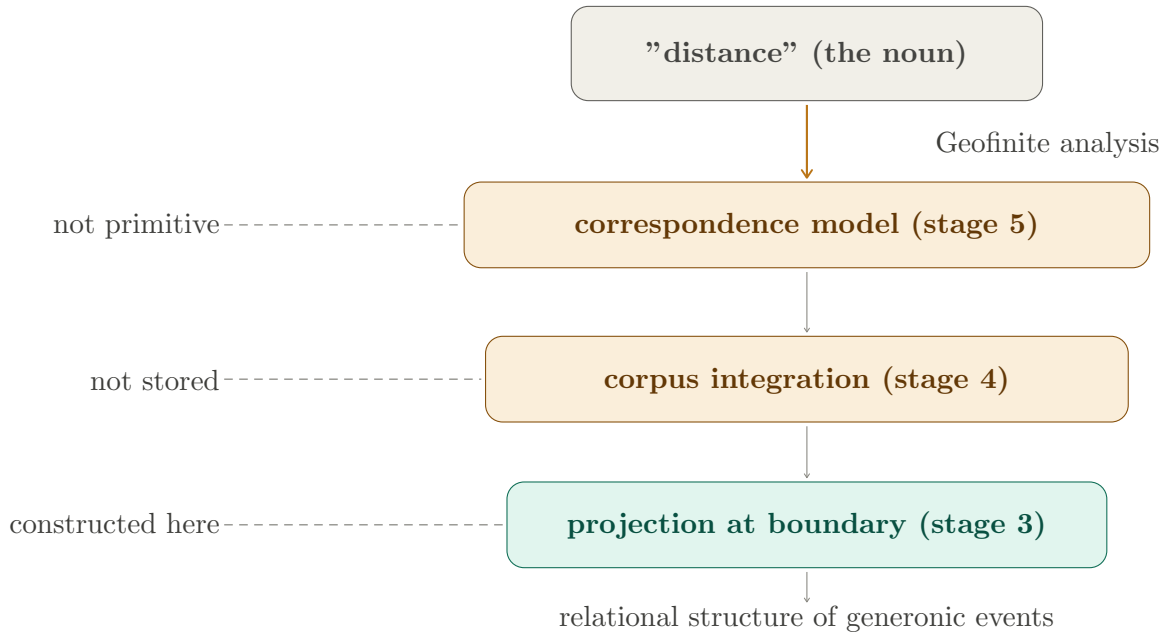 ”distance” (the noun)
Geofinite analysis
not primitive
correspondence model (stage 5)
not stored
corpus integration (stage 4)
constructed here
projection at boundary (stage 3)
relational structure of generonic events